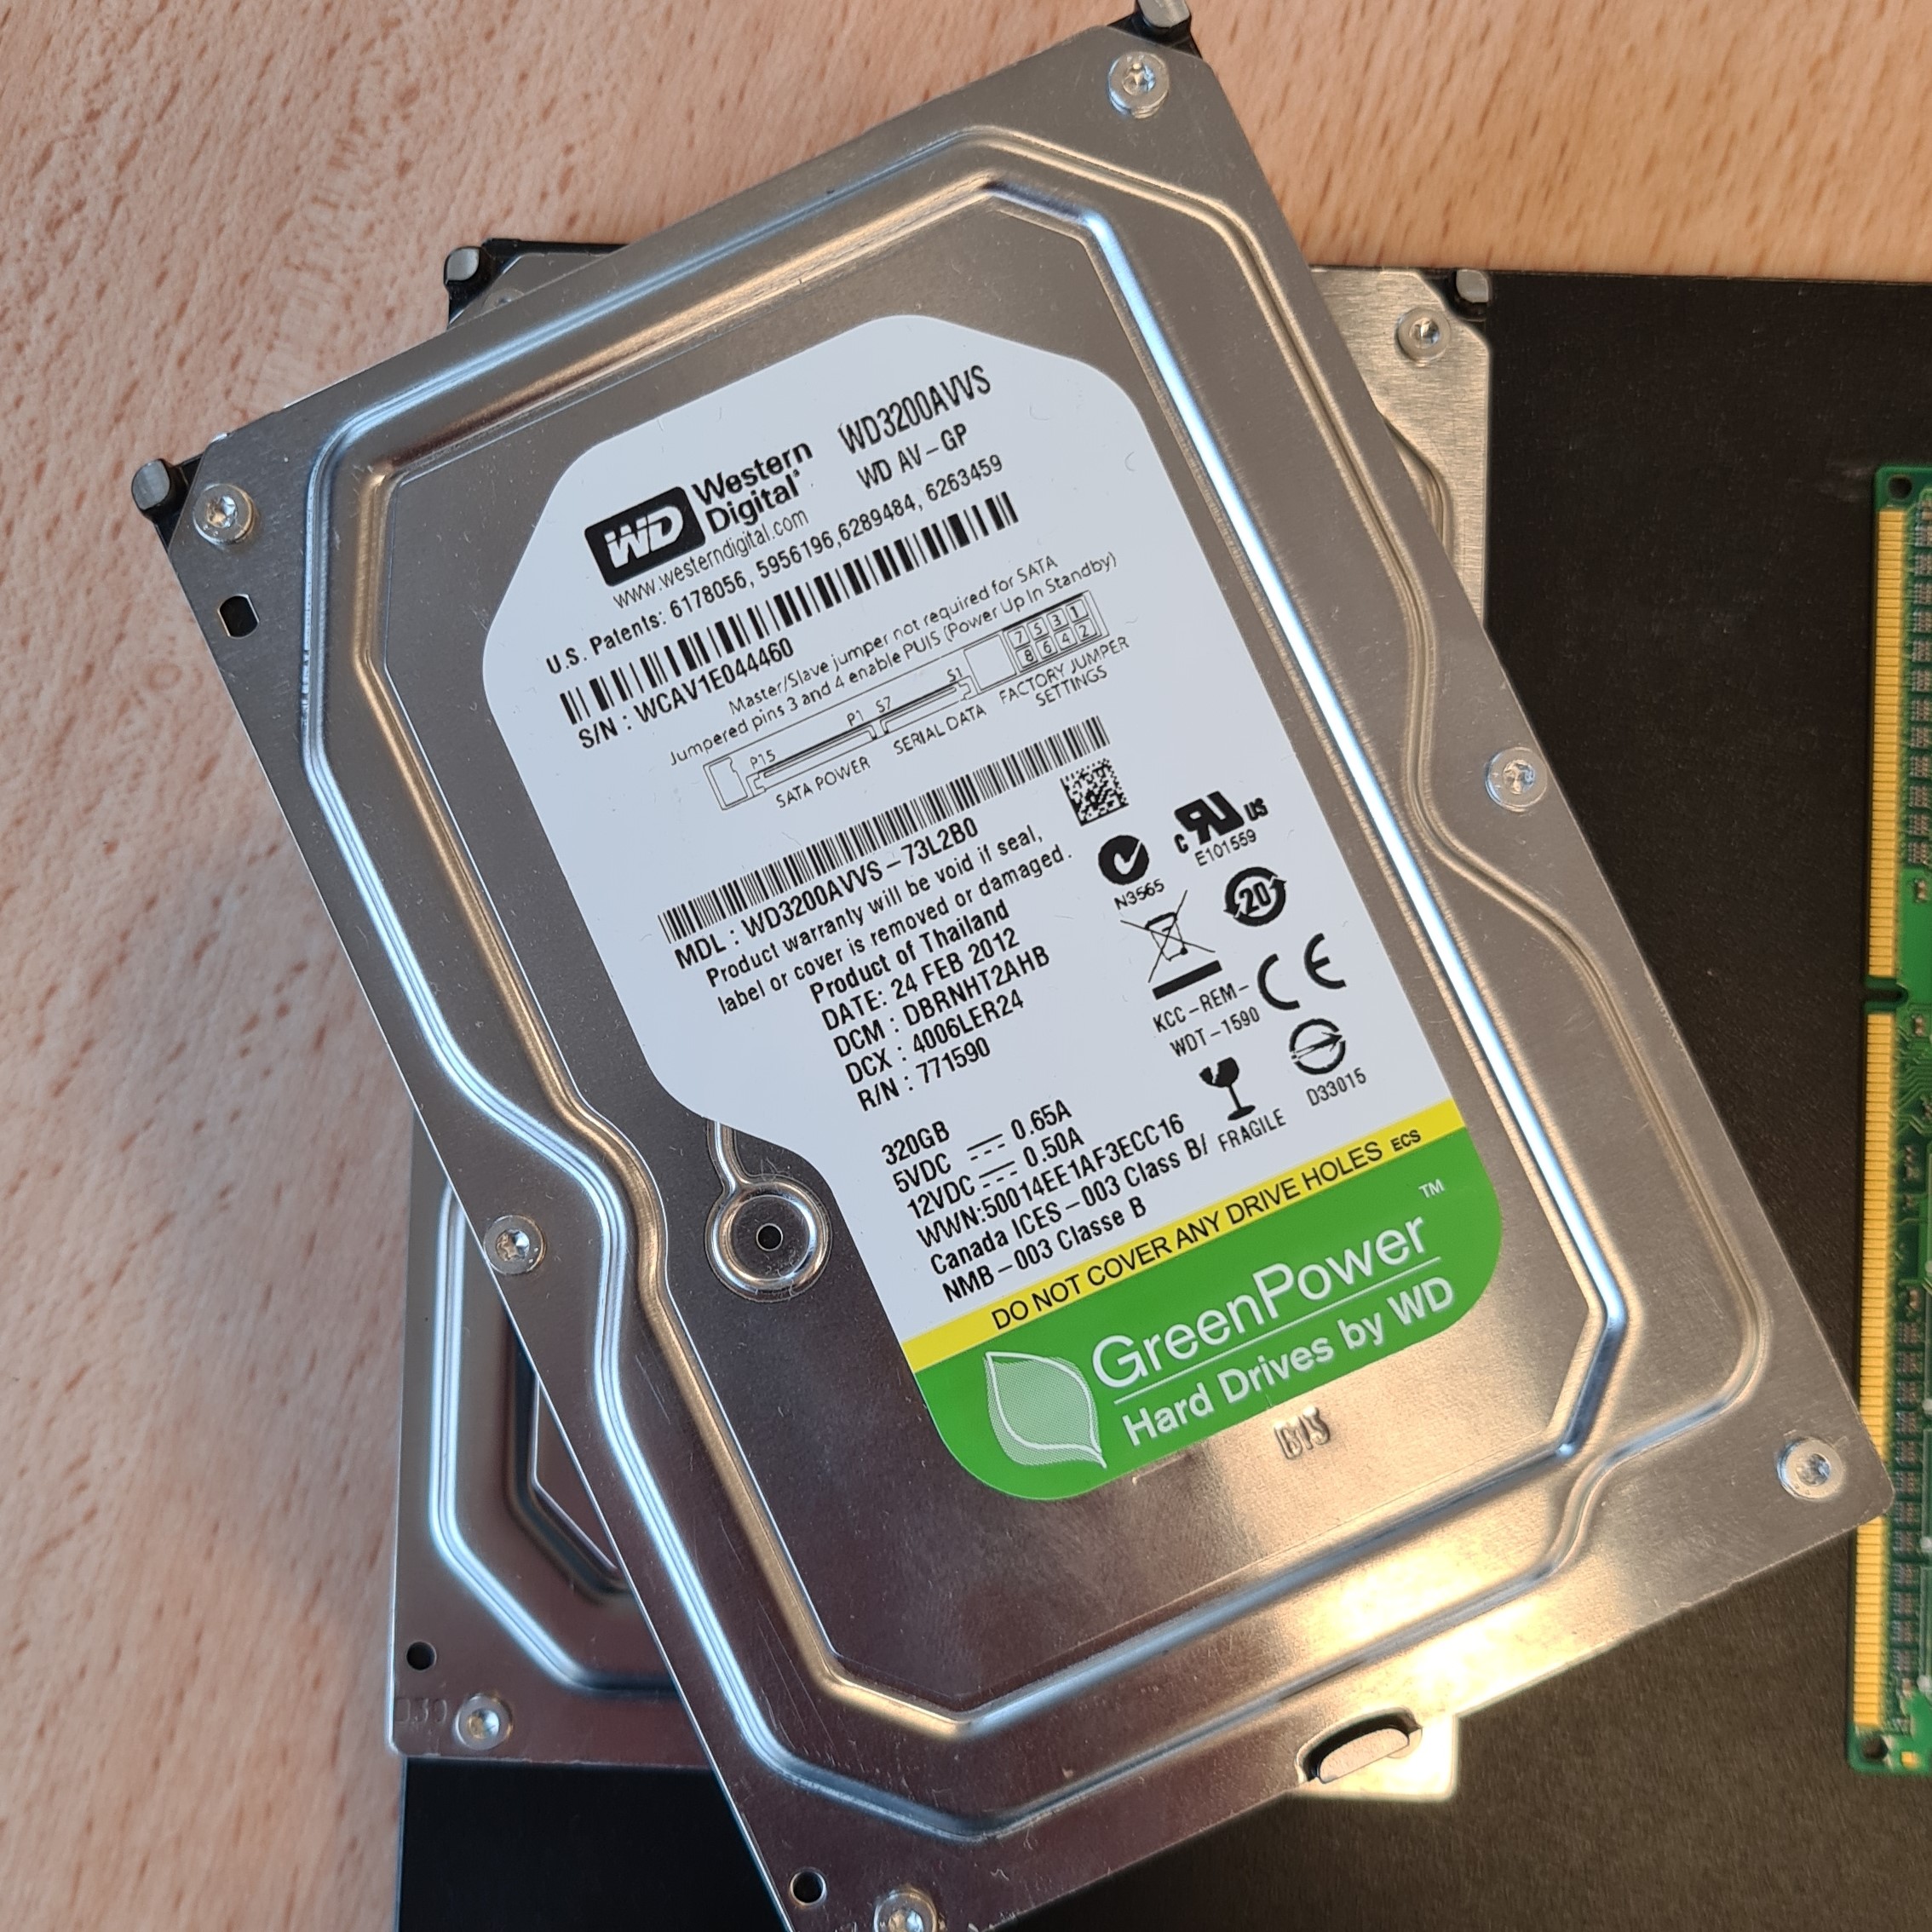 WD Western Digital
WD3200AVVS
WD AV-GP
www.westerndigital.com
U.S. Patents: 6178056, 5956196,6289484, 6263459
S/N : WCAV1E044460
Master/Slave jumper not required for SATA
Jumpered pins 3 and 4 enable PUIS (Power Up In Standby)
P15 P1 S7 S1
7 5 3 1
8 6 4 2
SATA POWER SERIAL DATA FACTORY JUMPER
SETTINGS
MDL : WD3200AVVS-73L2B0
Product warranty will be void if seal,
label or cover is removed or damaged.
Product of Thailand
DATE: 24 FEB 2012
DCM : DBRNHT2AHB
DCX : 4006LER24
R/N : 771590
N3565
c RU US
E101559
20
KCC-REM-
WDT-1590
CE
FRAGILE
D33015
320GB
5VDC 0.65A
12VDC 0.50A
WWN:50014EE1AF3ECC16
Canada ICES-003 Class B/
NMB-003 Classe B
DO NOT COVER ANY DRIVE HOLES ECS
GreenPower™
Hard Drives by WD